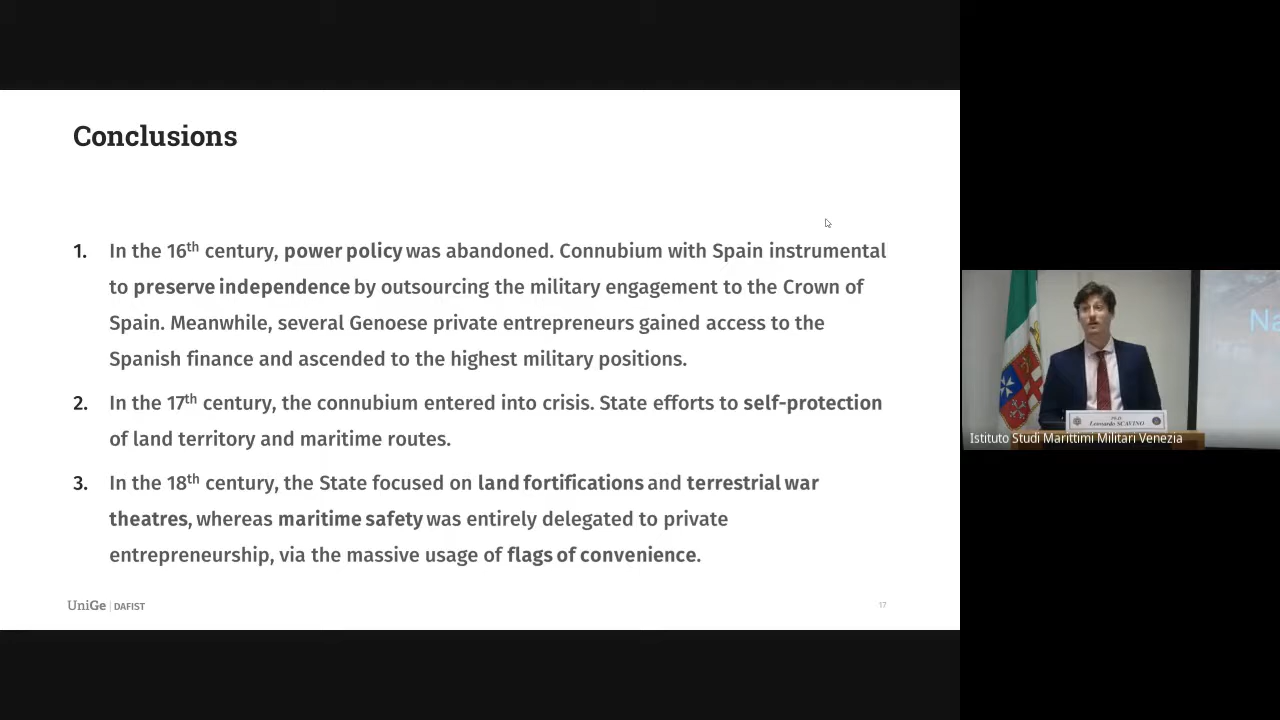 Conclusions
1. In the 16th century, power policy was abandoned. Connubium with Spain instrumental
to preserve independence by outsourcing the military engagement to the Crown of
Spain. Meanwhile, several Genoese private entrepreneurs gained access to the
Spanish finance and ascended to the highest military positions.
2. In the 17th century, the connubium entered into crisis. State efforts to self-protection
of land territory and maritime routes.
3. In the 18th century, the State focused on land fortifications and terrestrial war
theatres, whereas maritime safety was entirely delegated to private
entrepreneurship, via the massive usage of flags of convenience.
UniGe | DAFIST
17
Na
Leonardo SCAVINO
Istituto Studi Marittimi Militari Venezia